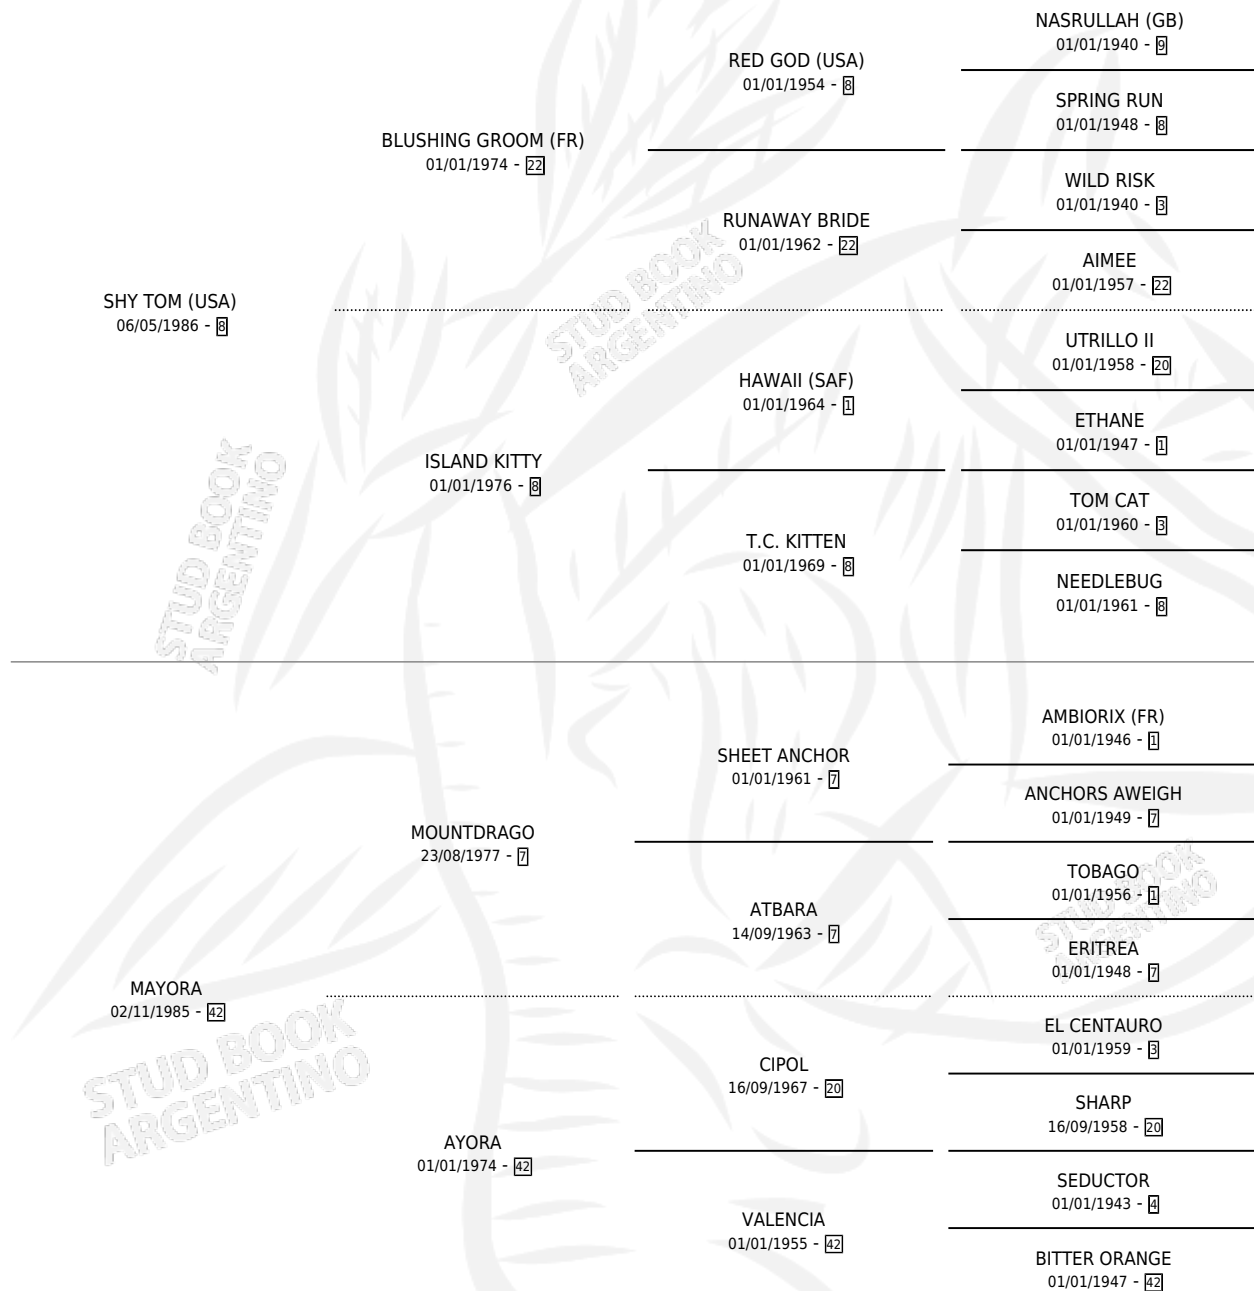 NASRULLAH (GB)
01/01/1940 - 9
RED GOD (USA)
01/01/1954 - 8
SPRING RUN
01/01/1948 - 8
BLUSHING GROOM (FR)
01/01/1974 - 22
WILD RISK
01/01/1940 - 3
RUNAWAY BRIDE
01/01/1962 - 22
AIMEE
01/01/1957 - 22
SHY TOM (USA)
06/05/1986 - 8
UTRILLO II
01/01/1958 - 20
HAWAII (SAF)
01/01/1964 - 1
ETHANE
01/01/1947 - 1
ISLAND KITTY
01/01/1976 - 8
TOM CAT
01/01/1960 - 3
T.C. KITTEN
01/01/1969 - 8
NEEDLEBUG
01/01/1961 - 8
AMBIORIX (FR)
01/01/1946 - 1
SHEET ANCHOR
01/01/1961 - 7
ANCHORS AWEIGH
01/01/1949 - 7
MOUNTDRAGO
23/08/1977 - 7
TOBAGO
01/01/1956 - 1
ATBARA
14/09/1963 - 7
ERITREA
01/01/1948 - 7
MAYORA
02/11/1985 - 42
EL CENTAURO
01/01/1959 - 3
CIPOL
16/09/1967 - 20
SHARP
16/09/1958 - 20
AYORA
01/01/1974 - 42
SEDUCTOR
01/01/1943 - 4
VALENCIA
01/01/1955 - 42
BITTER ORANGE
01/01/1947 - 42
STUD BOOK
ARGENTINO
STUD BOOK
ARGENTINO
STUD BOOK
ARGENTINO
STUD BOOK
ARGENTINO